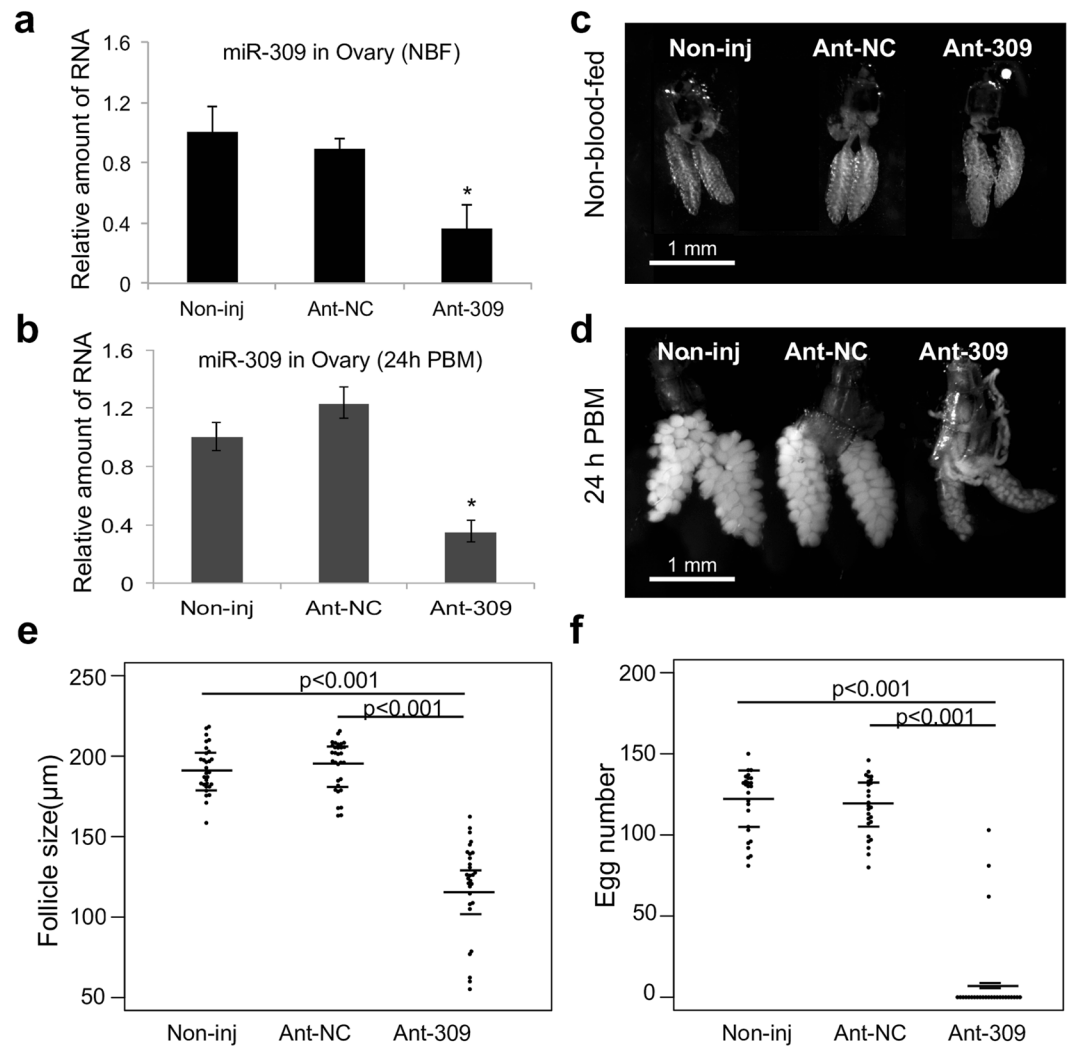 a
Relative amount of RNA
1.6
1.2
0.8
0.4
0
miR-309 in Ovary (NBF)
*
Non-inj
Ant-NC
Ant-309
b
Relative amount of RNA
1.6
1.2
0.8
0.4
0
miR-309 in Ovary (24h PBM)
*
Non-inj
Ant-NC
Ant-309
c
Non-blood-fed
Non-inj
Ant-NC
Ant-309
1 mm
d
24 h PBM
Non-inj
Ant-NC
Ant-309
1 mm
e
Follicle size(μm)
250
200
150
100
50
p<0.001
p<0.001
Non-inj
Ant-NC
Ant-309
f
Egg number
200
150
100
50
0
p<0.001
p<0.001
Non-inj
Ant-NC
Ant-309